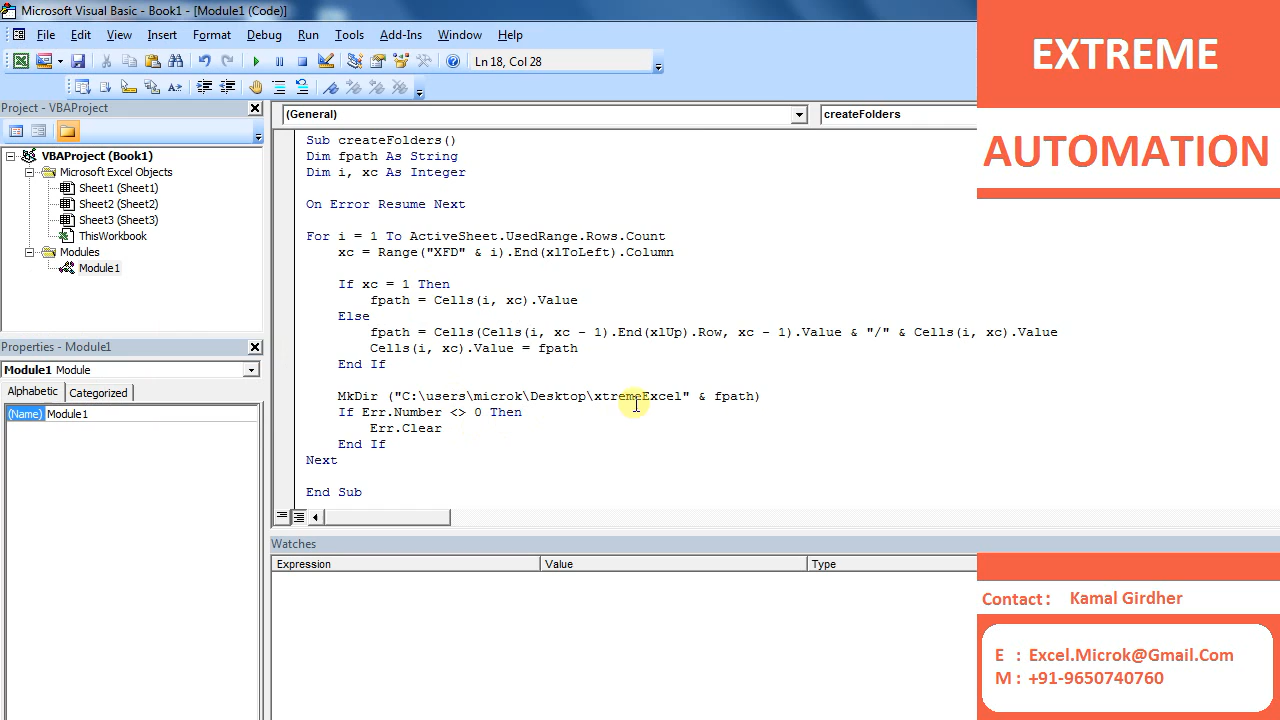 Microsoft Visual Basic - Book1 - [Module1 (Code)]
File Edit View Insert Format Debug Run Tools Add-Ins Window Help
Ln 18, Col 28
Project - VBAProject
VBAProject (Book1)
Microsoft Excel Objects
Sheet1 (Sheet1)
Sheet2 (Sheet2)
Sheet3 (Sheet3)
ThisWorkbook
Modules
Module1
Properties - Module1
Module1 Module
Alphabetic Categorized
(Name) Module1
(General) createFolders
Sub createFolders()
Dim fpath As String
Dim i, xc As Integer
On Error Resume Next
For i = 1 To ActiveSheet.UsedRange.Rows.Count
xc = Range("XFD" & i).End(xlToLeft).Column
If xc = 1 Then
fpath = Cells(i, xc).Value
Else
fpath = Cells(Cells(i, xc - 1).End(xlUp).Row, xc - 1).Value & "/" & Cells(i, xc).Value
Cells(i, xc).Value = fpath
End If
MkDir ("C:\users\microk\Desktop\xtremeExcel" & fpath)
If Err.Number <> 0 Then
Err.Clear
End If
Next
End Sub
Watches
Expression Value Type
EXTREME
AUTOMATION
Contact : Kamal Girdher
E : Excel.Microk@Gmail.Com
M : +91-9650740760